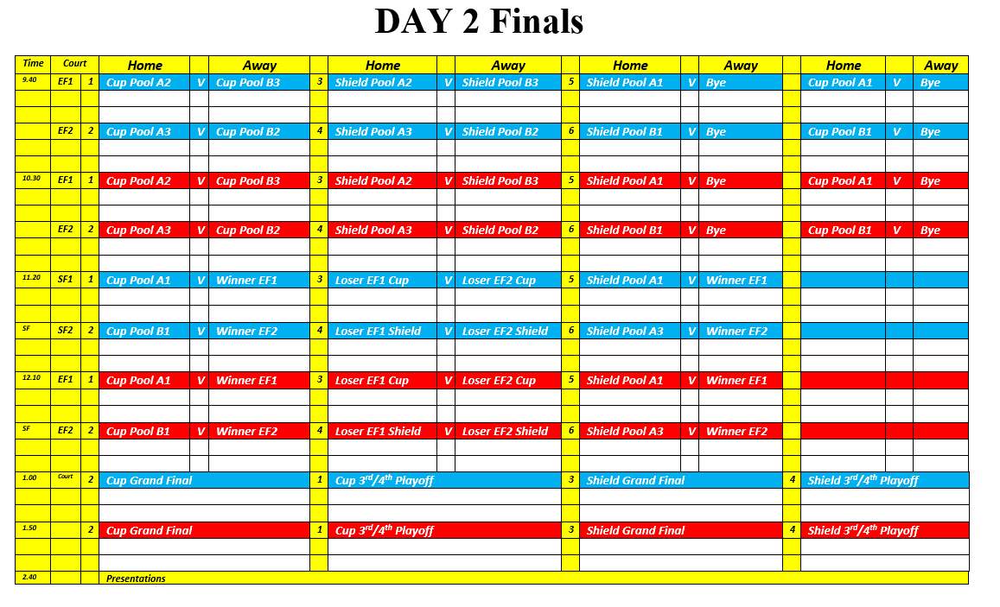 DAY 2 Finals
Time Court Home Away Home Away Home Away Home Away
9.40 EF1 1 Cup Pool A2 V Cup Pool B3 3 Shield Pool A2 V Shield Pool B3 5 Shield Pool A1 V Bye Cup Pool A1 V Bye
EF2 2 Cup Pool A3 V Cup Pool B2 4 Shield Pool A3 V Shield Pool B2 6 Shield Pool B1 V Bye Cup Pool B1 V Bye
10.30 EF1 1 Cup Pool A2 V Cup Pool B3 3 Shield Pool A2 V Shield Pool B3 5 Shield Pool A1 V Bye Cup Pool A1 V Bye
EF2 2 Cup Pool A3 V Cup Pool B2 4 Shield Pool A3 V Shield Pool B2 6 Shield Pool B1 V Bye Cup Pool B1 V Bye
11.20 SF1 1 Cup Pool A1 V Winner EF1 3 Loser EF1 Cup V Loser EF2 Cup 5 Shield Pool A1 V Winner EF1
SF SF2 2 Cup Pool B1 V Winner EF2 4 Loser EF1 Shield V Loser EF2 Shield 6 Shield Pool A3 V Winner EF2
12.10 EF1 1 Cup Pool A1 V Winner EF1 3 Loser EF1 Cup V Loser EF2 Cup 5 Shield Pool A1 V Winner EF1
SF EF2 2 Cup Pool B1 V Winner EF2 4 Loser EF1 Shield V Loser EF2 Shield 6 Shield Pool A3 V Winner EF2
1.00 Court 2 Cup Grand Final 1 Cup 3rd/4th Playoff 3 Shield Grand Final 4 Shield 3rd/4th Playoff
1.50 2 Cup Grand Final 1 Cup 3rd/4th Playoff 3 Shield Grand Final 4 Shield 3rd/4th Playoff
2.40 Presentations